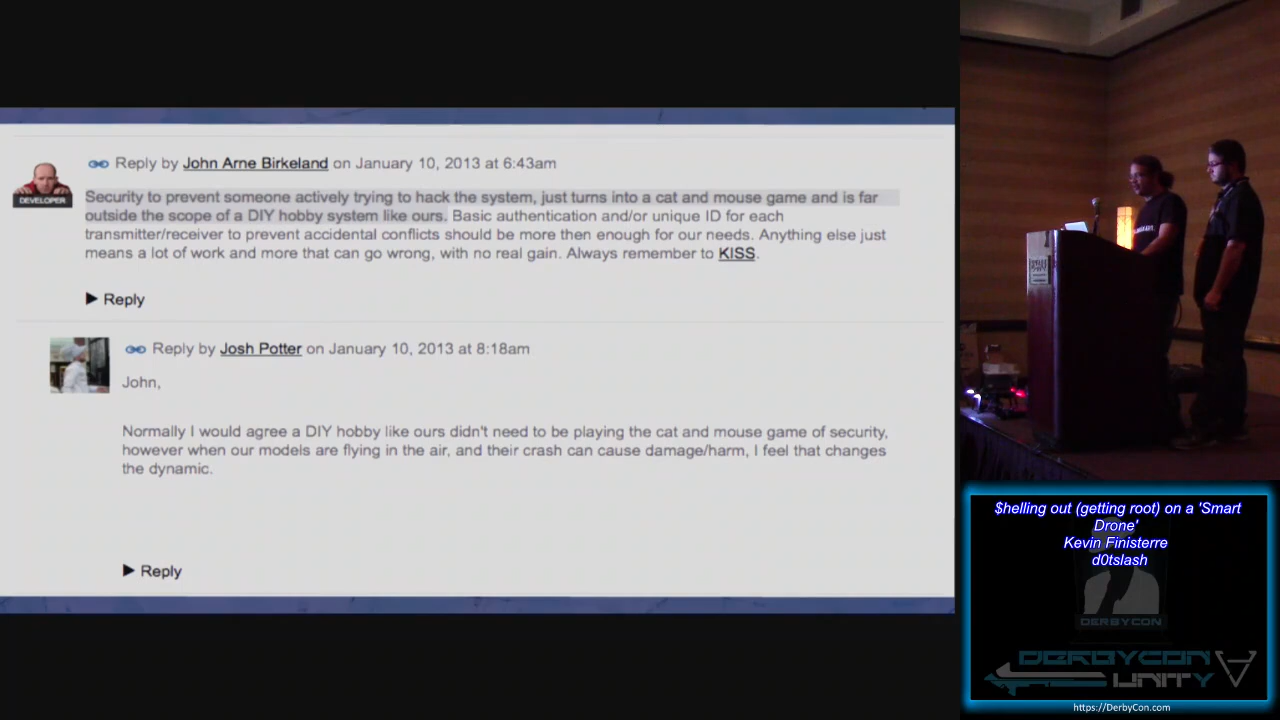 Reply by John Arne Birkeland on January 10, 2013 at 6:43am
DEVELOPER
Security to prevent someone actively trying to hack the system, just turns into a cat and mouse game and is far
outside the scope of a DIY hobby system like ours. Basic authentication and/or unique ID for each
transmitter/receiver to prevent accidental conflicts should be more then enough for our needs. Anything else just
means a lot of work and more that can go wrong, with no real gain. Always remember to KISS.
Reply
Reply by Josh Potter on January 10, 2013 at 8:18am
John,
Normally I would agree a DIY hobby like ours didn't need to be playing the cat and mouse game of security,
however when our models are flying in the air, and their crash can cause damage/harm, I feel that changes
the dynamic.
Reply
$helling out (getting root) on a 'Smart
Drone'
Kevin Finisterre
d0tslash
DERBYCON
DERBYCON
UNITY
https://DerbyCon.com